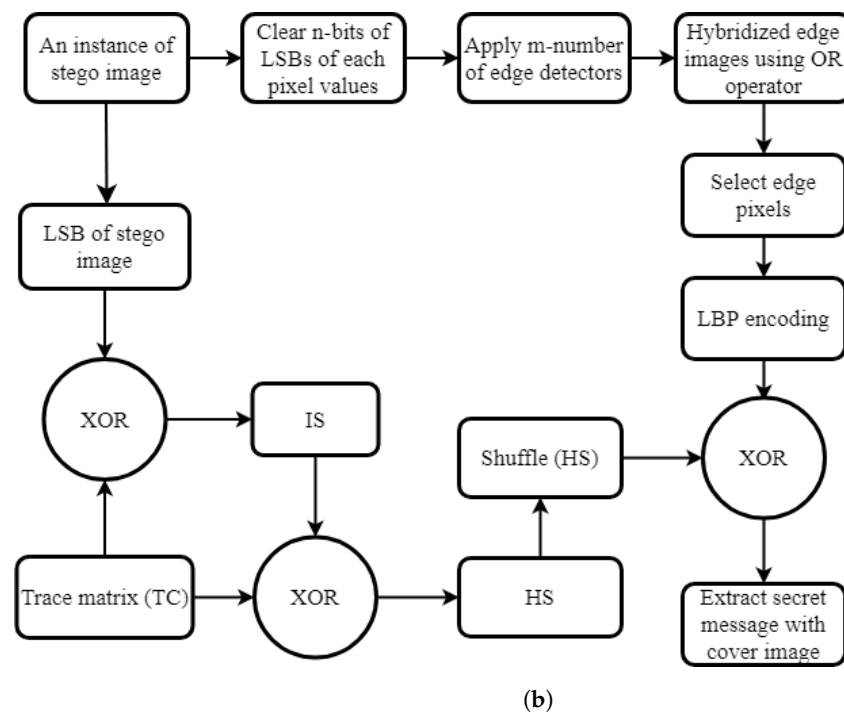 An instance of
stego image
Clear n-bits of
LSBs of each
pixel values
Apply m-number
of edge detectors
Hybridized edge
images using OR
operator
Select edge
pixels
LSB of stego
image
LBP encoding
XOR
IS
Shuffle (HS)
XOR
Trace matrix (TC)
XOR
HS
Extract secret
message with
cover image
(b)